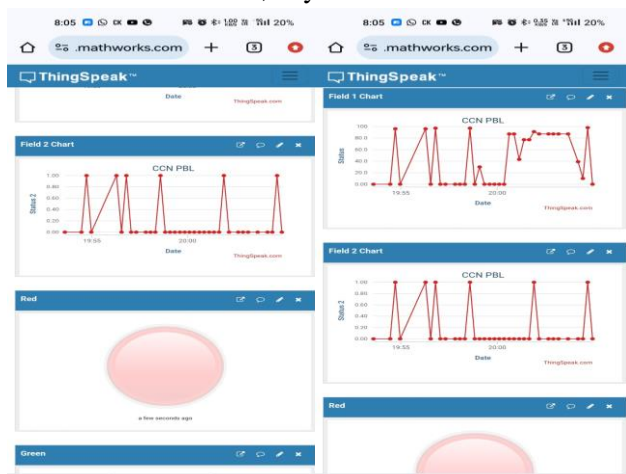 8:05 CK 20%
.mathworks.com 3
ThingSpeak™
Date
ThingSpeak.com
Field 2 Chart
CCN PBL
1.00
0.80
0.60
0.40
0.20
0.00
Status 2
19:55 20:00
Date
ThingSpeak.com
Red
a few seconds ago
Green
8:05 CK 20%
.mathworks.com 3
ThingSpeak™
Field 1 Chart
CCN PBL
100
80.0
60.0
40.0
20.0
0.00
Status
19:55 20:00
Date
ThingSpeak.com
Field 2 Chart
CCN PBL
1.00
0.80
0.60
0.40
0.20
0.00
Status 2
19:55 20:00
Date
ThingSpeak.com
Red